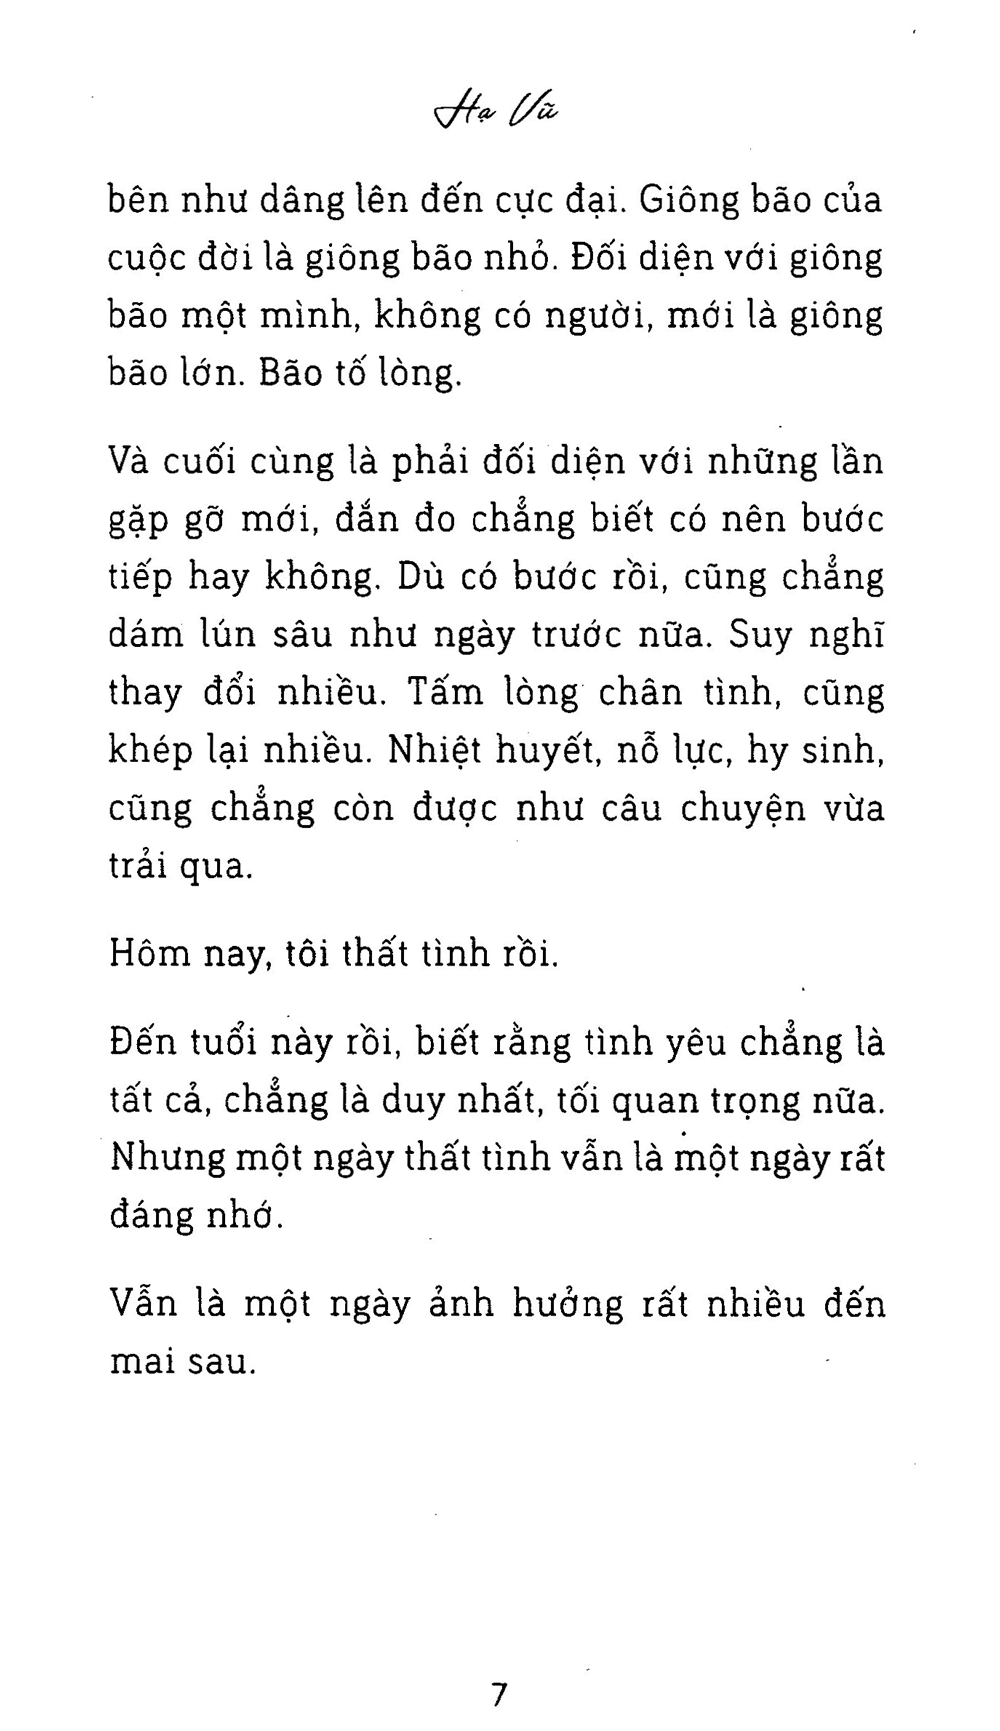 Hạ Vũ
bên như dâng lên đến cực đại. Giông bão của
cuộc đời là giông bão nhỏ. Đối diện với giông
bão một mình, không có người, mới là giông
bão lớn. Bão tố lòng.
Và cuối cùng là phải đối diện với những lần
gặp gỡ mới, đắn đo chẳng biết có nên bước
tiếp hay không. Dù có bước rồi, cũng chẳng
dám lún sâu như ngày trước nữa. Suy nghĩ
thay đổi nhiều. Tấm lòng chân tình, cũng
khép lại nhiều. Nhiệt huyết, nỗ lực, hy sinh,
cũng chẳng còn được như câu chuyện vừa
trải qua.
Hôm nay, tôi thất tình rồi.
Đến tuổi này rồi, biết rằng tình yêu chẳng là
tất cả, chẳng là duy nhất, tối quan trọng nữa.
Nhưng một ngày thất tình vẫn là một ngày rất
đáng nhớ.
Vẫn là một ngày ảnh hưởng rất nhiều đến
mai sau.
7